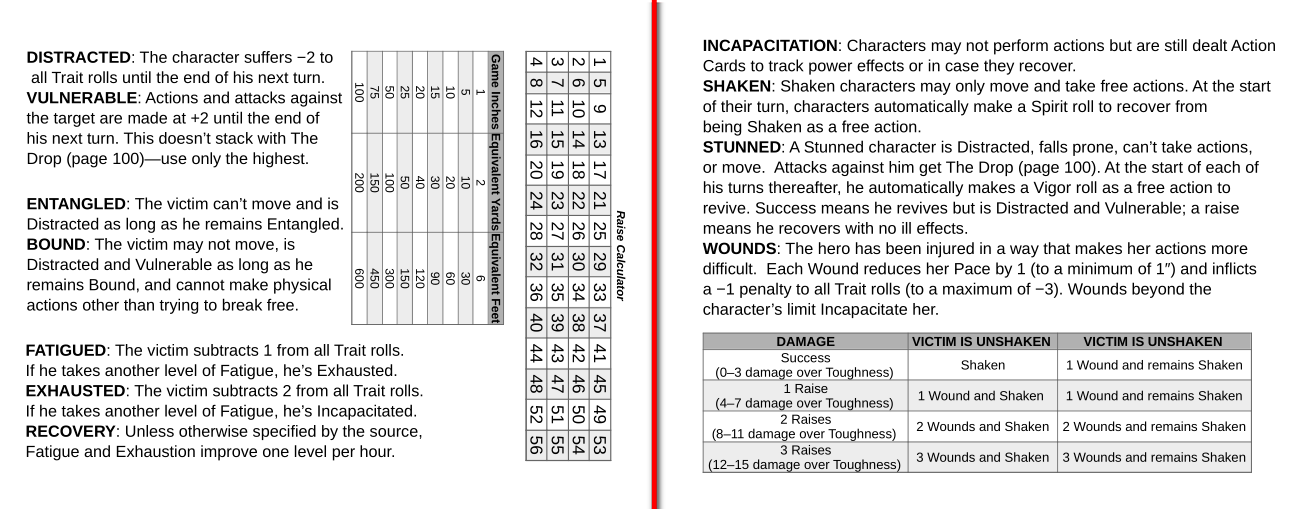 DISTRACTED: The character suffers −2 to
all Trait rolls until the end of his next turn.
VULNERABLE: Actions and attacks against
the target are made at +2 until the end of
his next turn. This doesn’t stack with The
Drop (page 100)—use only the highest.
ENTANGLED: The victim can’t move and is
Distracted as long as he remains Entangled.
BOUND: The victim may not move, is
Distracted and Vulnerable as long as he
remains Bound, and cannot make physical
actions other than trying to break free.
FATIGUED: The victim subtracts 1 from all Trait rolls.
If he takes another level of Fatigue, he’s Exhausted.
EXHAUSTED: The victim subtracts 2 from all Trait rolls.
If he takes another level of Fatigue, he’s Incapacitated.
RECOVERY: Unless otherwise specified by the source,
Fatigue and Exhaustion improve one level per hour.
Game Inches Equivalent Yards Equivalent Feet
1 2 6
5 10 30
10 20 60
15 30 90
20 40 120
25 50 150
50 100 300
75 150 450
100 200 600
Raise Calculator
1 5 9 13 17 21 25 29 33 37 41 45 49 53
2 6 10 14 18 22 26 30 34 38 42 46 50 54
3 7 11 15 19 23 27 31 35 39 43 47 51 55
4 8 12 16 20 24 28 32 36 40 44 48 52 56
INCAPACITATION: Characters may not perform actions but are still dealt Action
Cards to track power effects or in case they recover.
SHAKEN: Shaken characters may only move and take free actions. At the start
of their turn, characters automatically make a Spirit roll to recover from
being Shaken as a free action.
STUNNED: A Stunned character is Distracted, falls prone, can’t take actions,
or move. Attacks against him get The Drop (page 100). At the start of each of
his turns thereafter, he automatically makes a Vigor roll as a free action to
revive. Success means he revives but is Distracted and Vulnerable; a raise
means he recovers with no ill effects.
WOUNDS: The hero has been injured in a way that makes her actions more
difficult. Each Wound reduces her Pace by 1 (to a minimum of 1″) and inflicts
a −1 penalty to all Trait rolls (to a maximum of −3). Wounds beyond the
character’s limit Incapacitate her.
DAMAGE VICTIM IS UNSHAKEN VICTIM IS UNSHAKEN
Success
(0–3 damage over Toughness) Shaken 1 Wound and remains Shaken
1 Raise
(4–7 damage over Toughness) 1 Wound and Shaken 1 Wound and remains Shaken
2 Raises
(8–11 damage over Toughness) 2 Wounds and Shaken 2 Wounds and remains Shaken
3 Raises
(12–15 damage over Toughness) 3 Wounds and Shaken 3 Wounds and remains Shaken